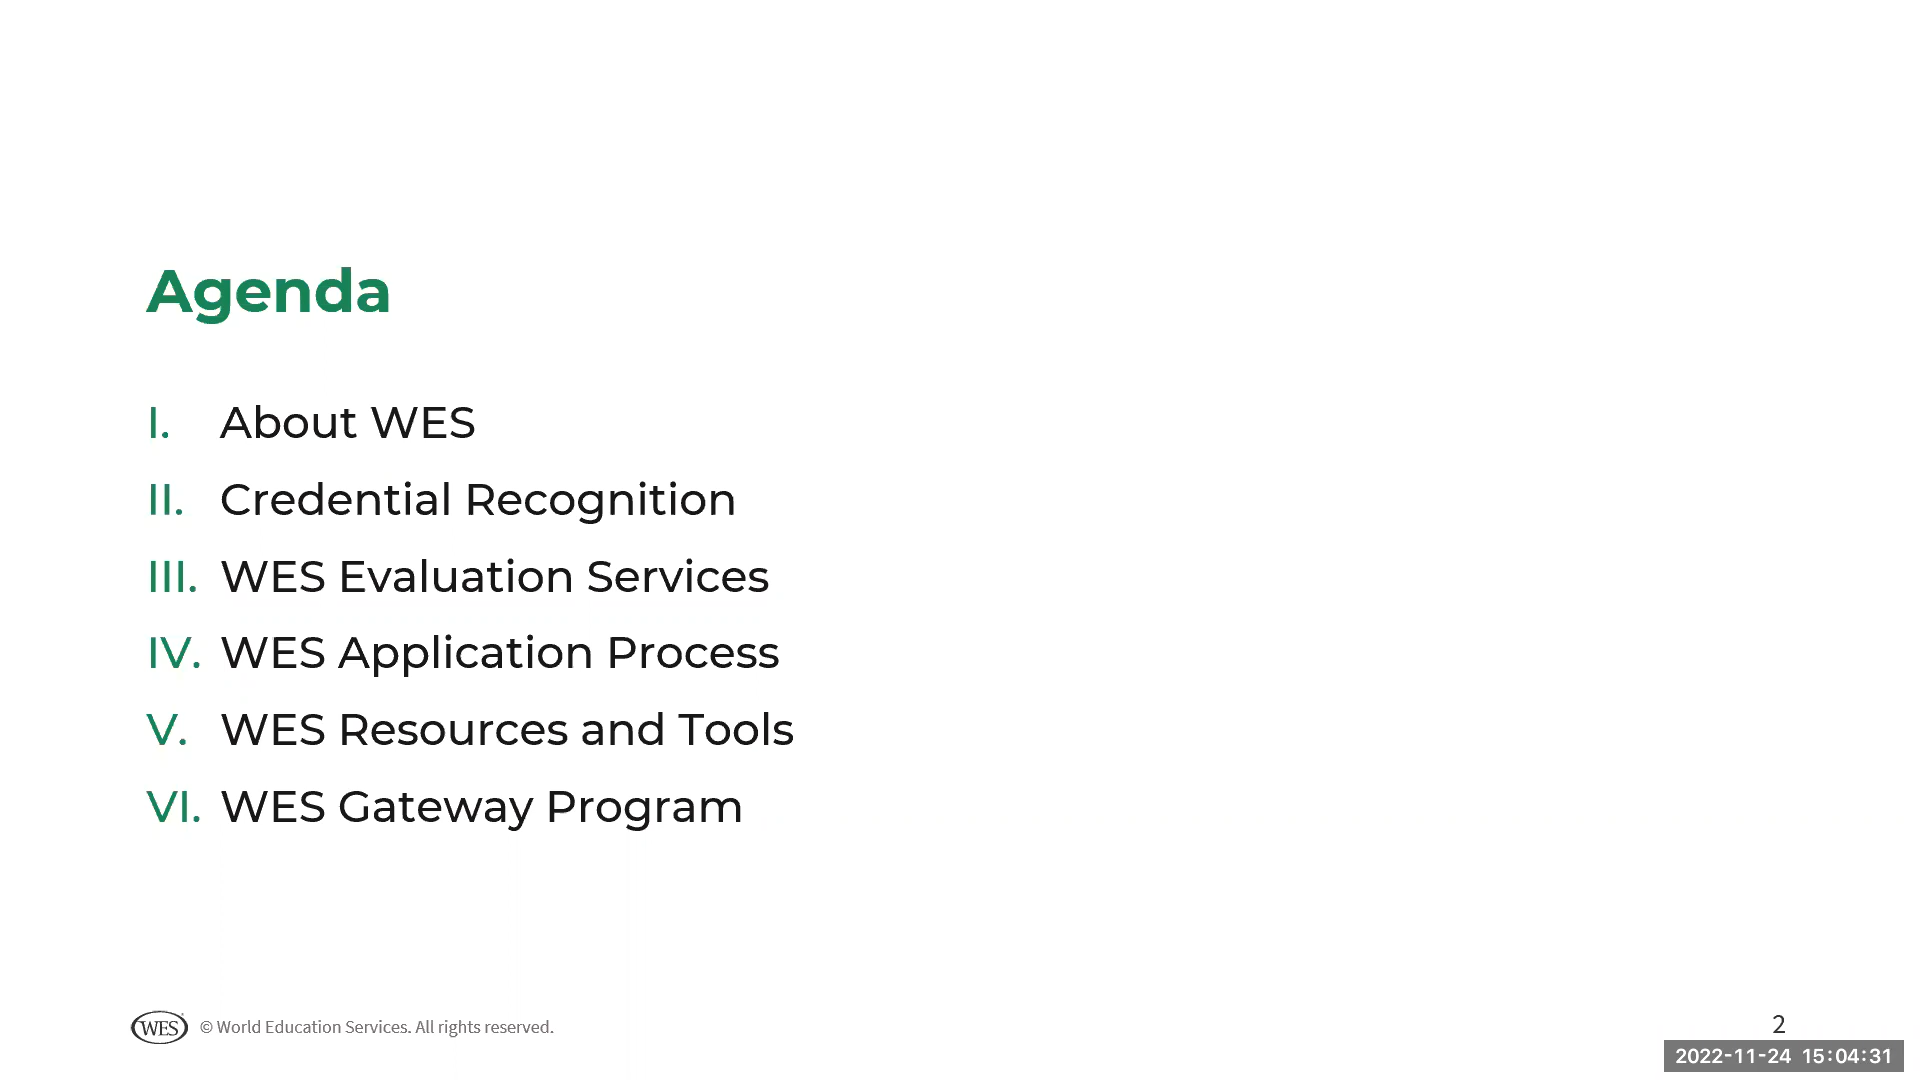 Agenda
I. About WES
II. Credential Recognition
III. WES Evaluation Services
IV. WES Application Process
V. WES Resources and Tools
VI. WES Gateway Program
WES © World Education Services. All rights reserved.
2
2022-11-24 15:04:31